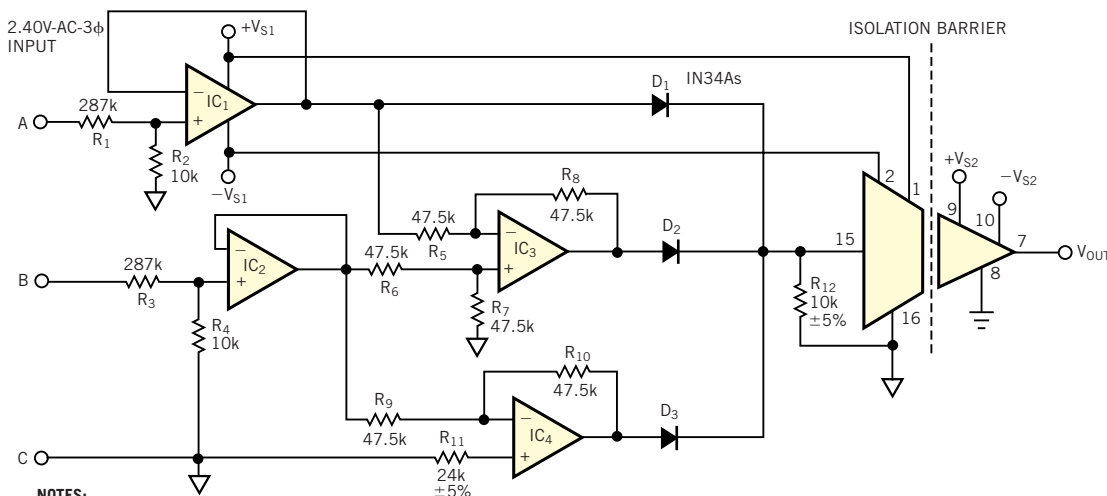 2.40V-AC-3ϕ
INPUT
ISOLATION BARRIER
+VS1
D1
IN34As
−
IC1
+
287k
A
R1
R2
10k
−VS1
2
1
+VS2
−VS2
9
10
R8
47.5k
47.5k
R5
−
IC3
+
D2
15
7
VOUT
8
−
IC2
+
47.5k
R6
287k
B
R3
R4
10k
R7
47.5k
R12
10k
±5%
16
R10
47.5k
R9
47.5k
−
IC4
+
D3
C
R11
24k
±5%
NOTES: